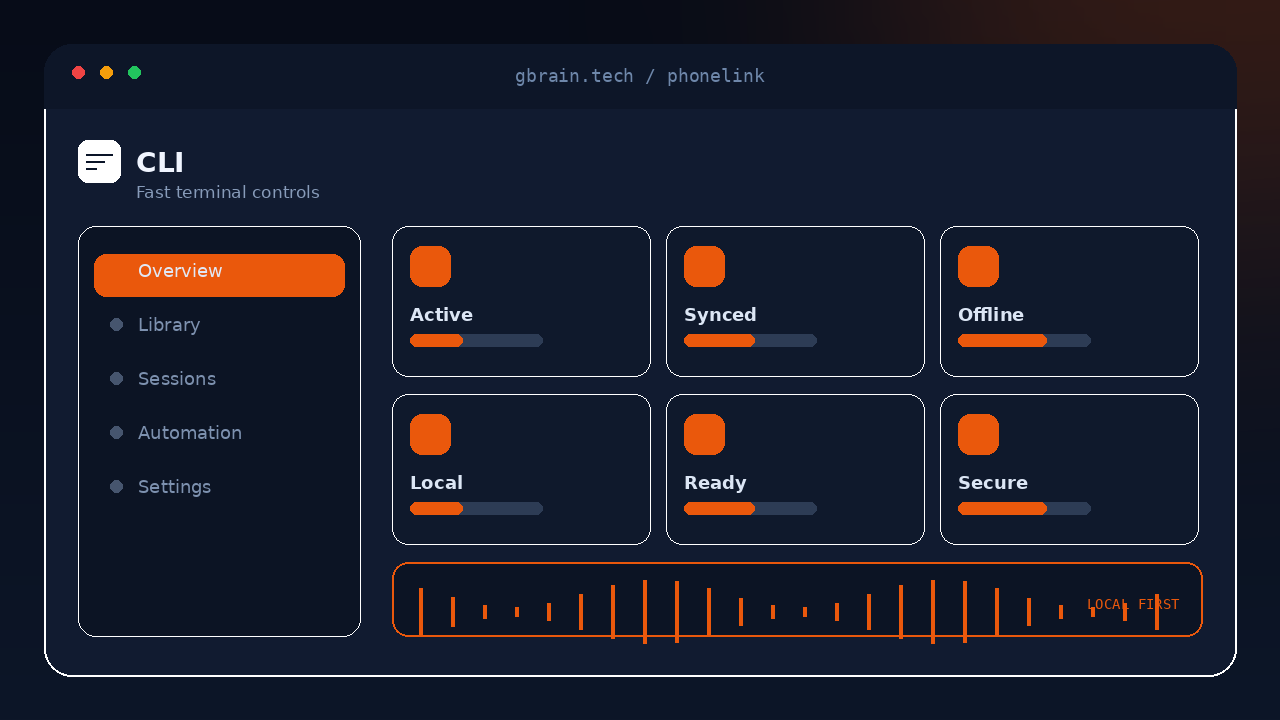 gbrain.tech / phonelink
CLI
Fast terminal controls
Overview
Library
Sessions
Automation
Settings
Active
Synced
Offline
Local
Ready
Secure
LOCAL FIRST